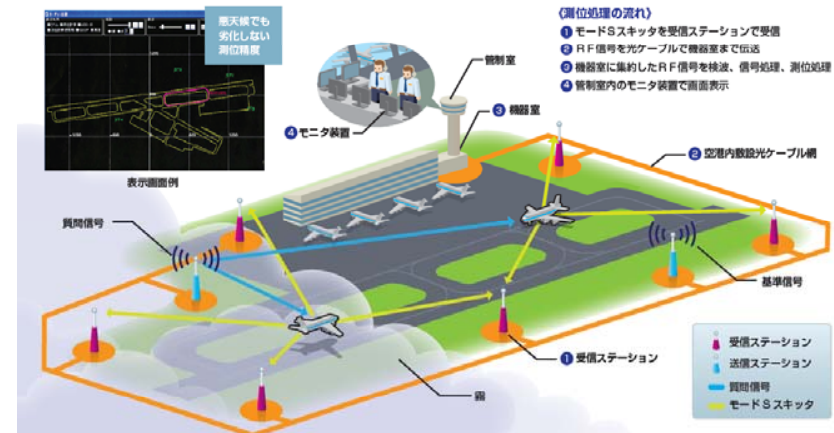 悪天候でも
劣化しない
測位精度
表示画面例
《測位処理の流れ》
❶ モードSスキッタを受信ステーションで受信
❷ RF信号を光ケーブルで機器室まで伝送
❸ 機器室に集約したRF信号を検波、信号処理、測位処理
❹ 管制室内のモニタ装置で画面表示
管制室
❸ 機器室
❹ モニタ装置
❷ 空港内敷設光ケーブル網
質問信号
基準信号
❶ 受信ステーション
霧
受信ステーション
送信ステーション
質問信号
モードSスキッタ